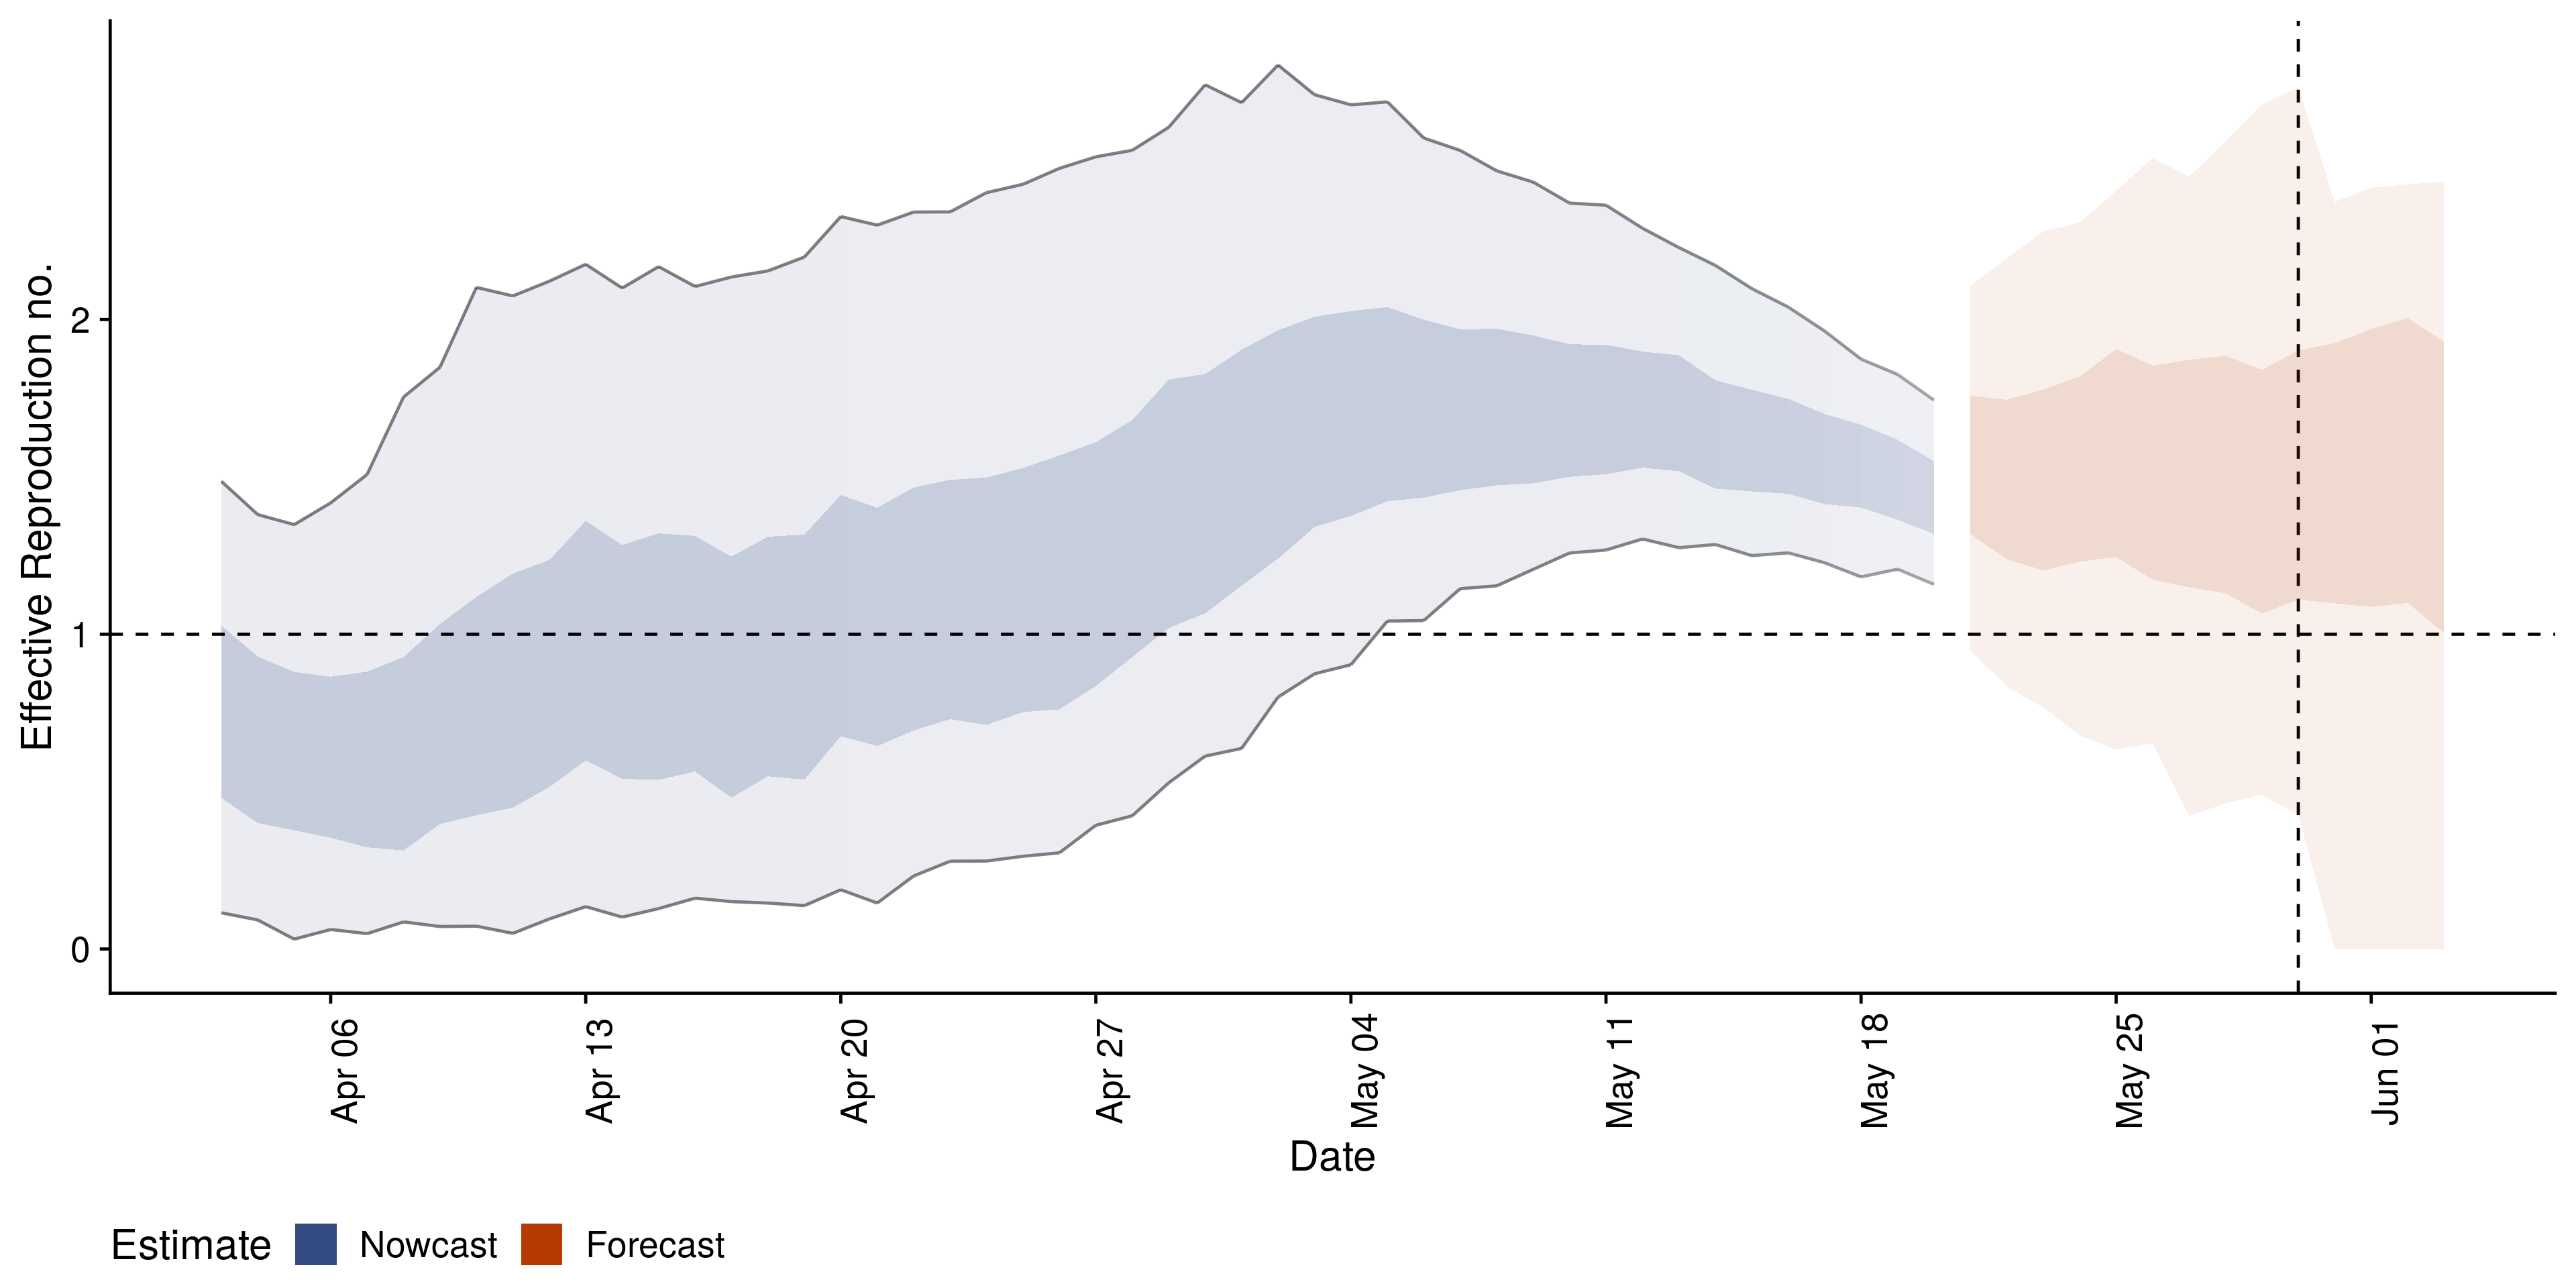 Effective Reproduction no.
2
1
0
Apr 06
Apr 13
Apr 20
Apr 27
May 04
May 11
May 18
May 25
Jun 01
Date
Estimate Nowcast Forecast